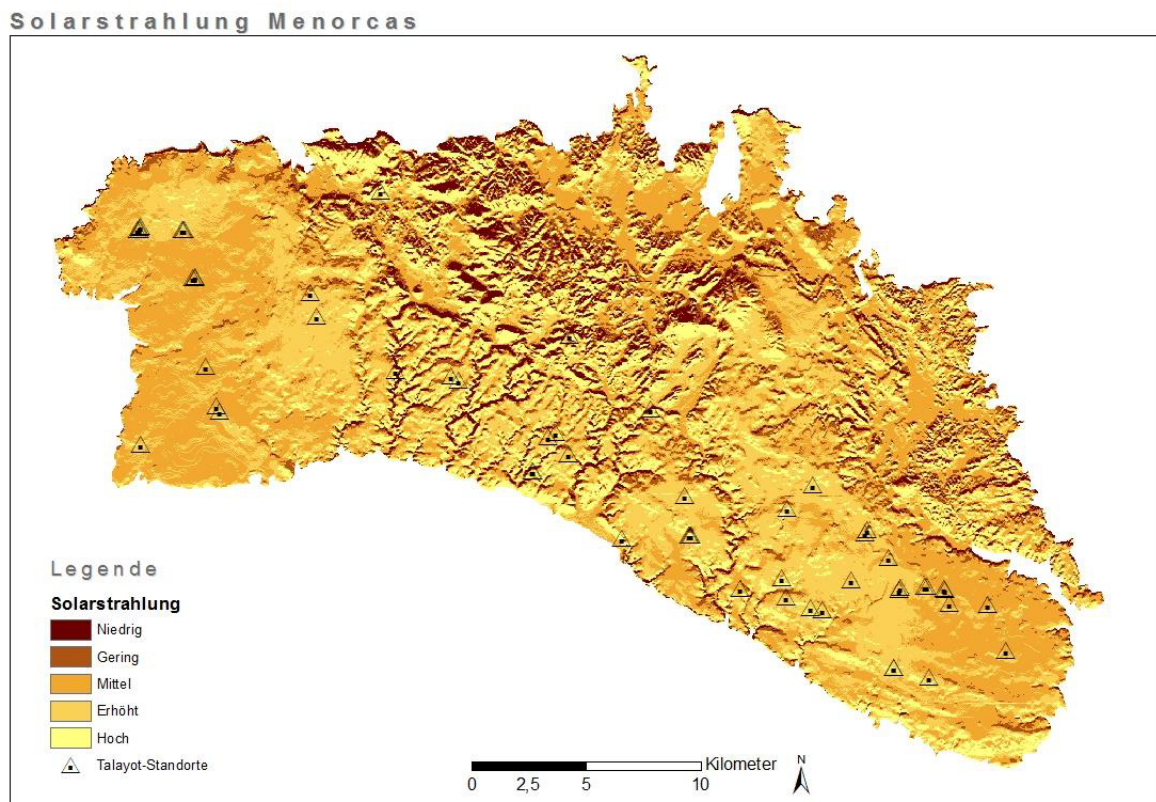 Solarstrahlung Menorcas
Legende
Solarstrahlung
Niedrig
Gering
Mittel
Erhöht
Hoch
Talayot-Standorte
Kilometer
0 2,5 5 10
N